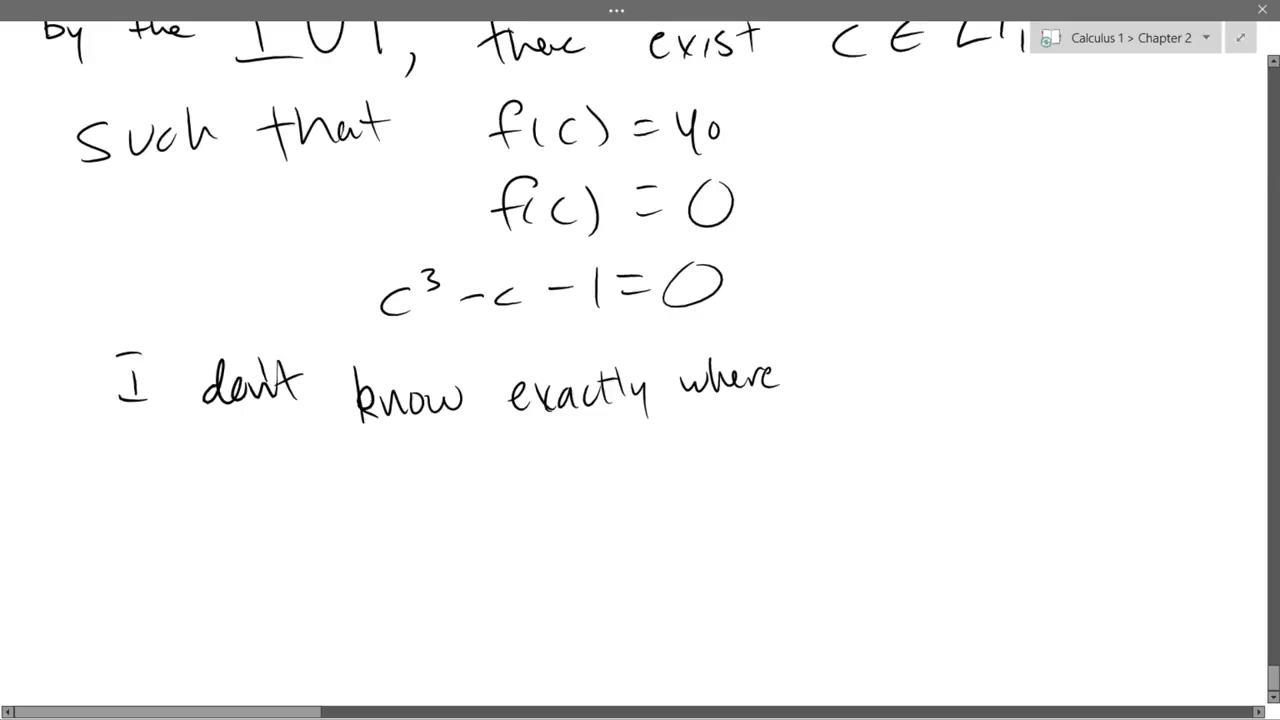 by the IVT, there exist c ∈ [1,
Calculus 1 > Chapter 2
such that f(c) = y₀
f(c) = 0
c³ - c - 1 = 0
I don't know exactly where